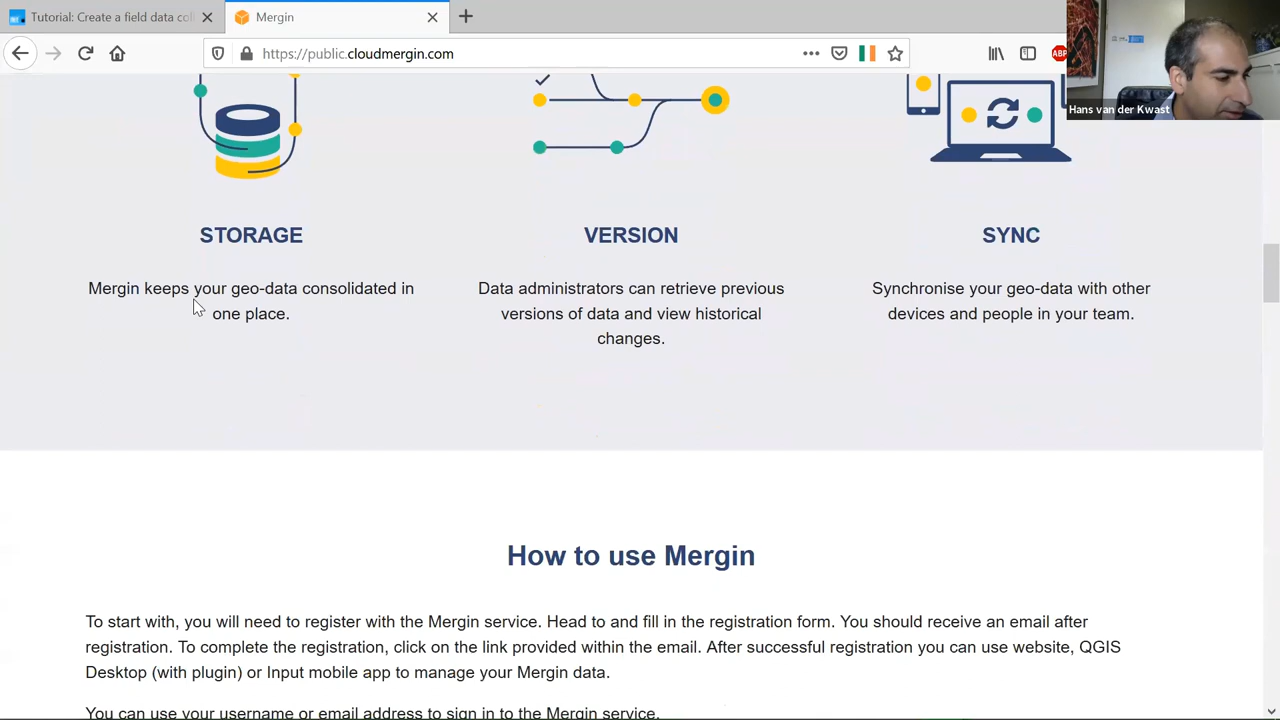 Tutorial: Create a field data col
Mergin
https://public.cloudmergin.com
ABP
Hans van der Kwast
STORAGE
VERSION
SYNC
Mergin keeps your geo-data consolidated in
one place.
Data administrators can retrieve previous
versions of data and view historical
changes.
Synchronise your geo-data with other
devices and people in your team.
How to use Mergin
To start with, you will need to register with the Mergin service. Head to and fill in the registration form. You should receive an email after
registration. To complete the registration, click on the link provided within the email. After successful registration you can use website, QGIS
Desktop (with plugin) or Input mobile app to manage your Mergin data.
You can use your username or email address to sign in to the Mergin service.